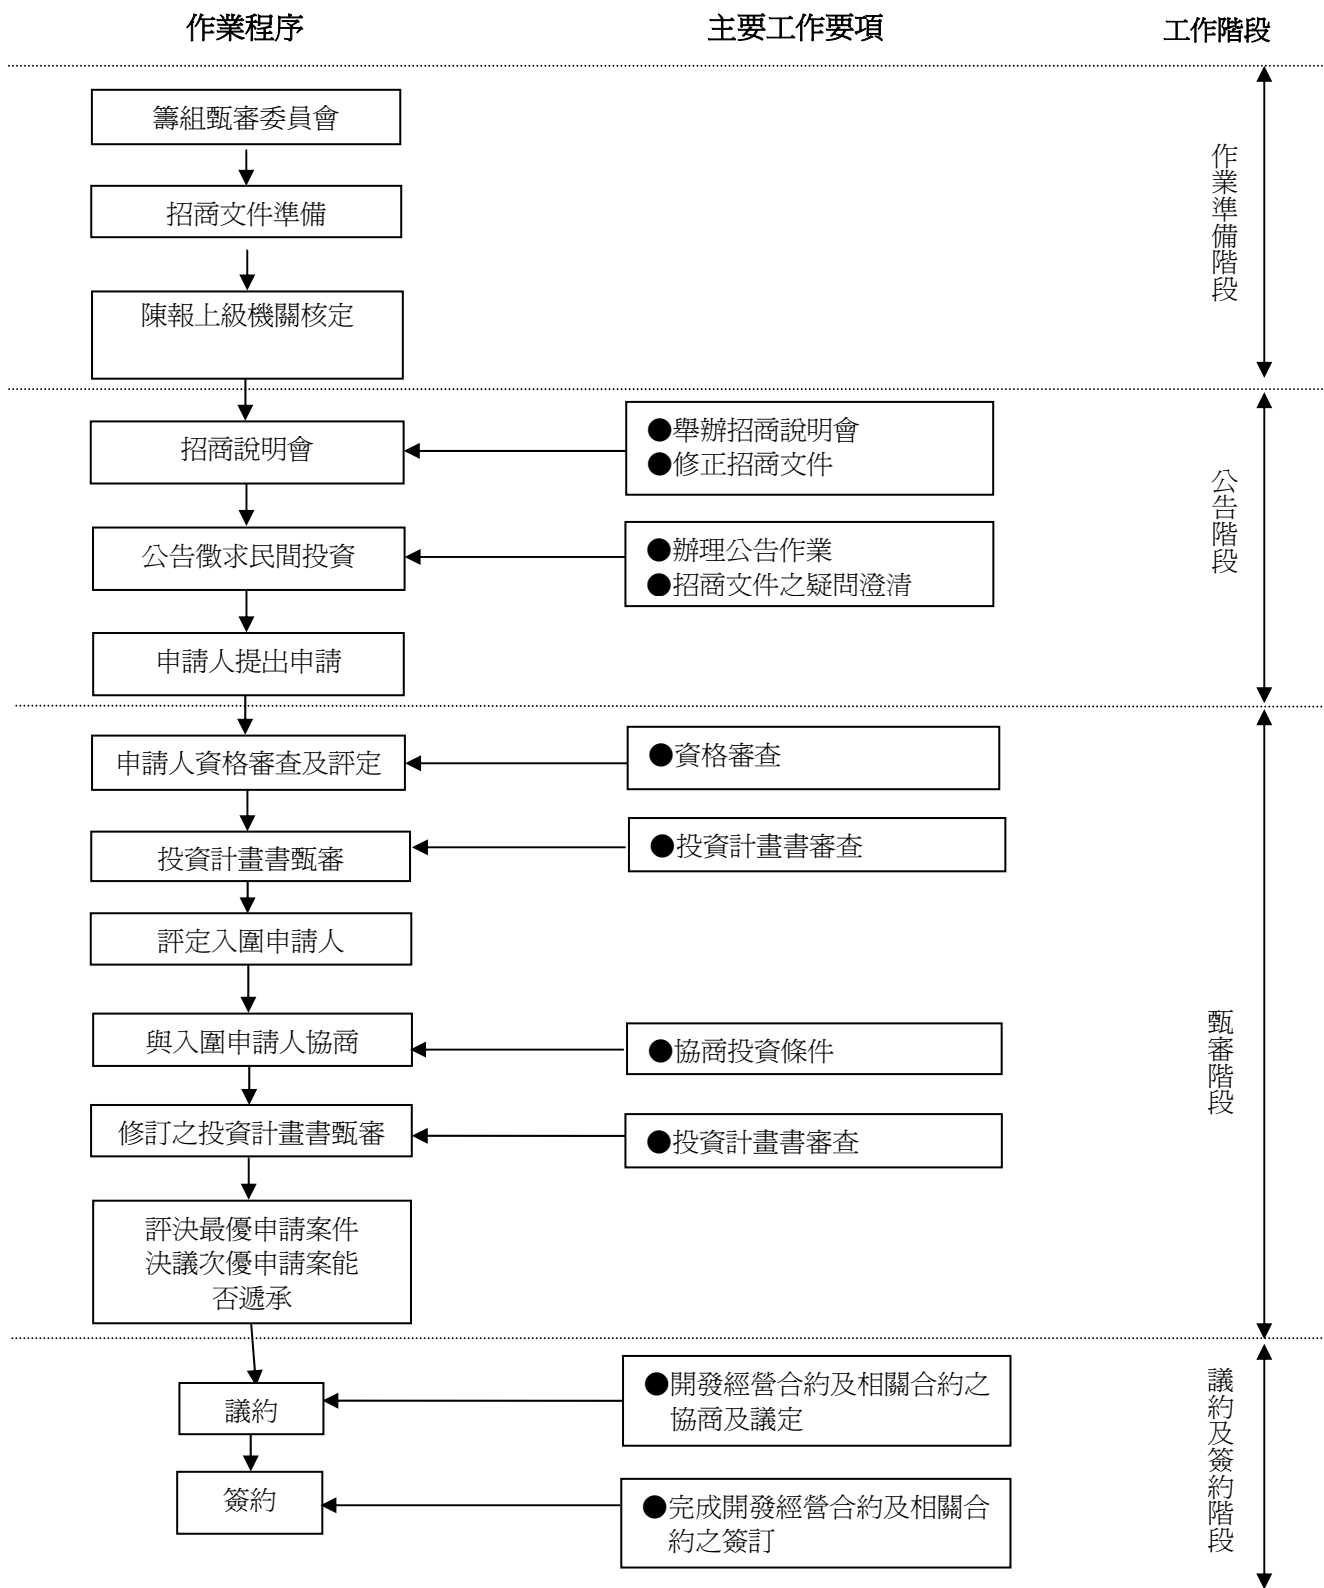 作業程序
主要工作要項
工作階段
籌組甄審委員會
招商文件準備
陳報上級機關核定
作業準備階段
招商說明會
●舉辦招商說明會
●修正招商文件
公告徵求民間投資
●辦理公告作業
●招商文件之疑問澄清
申請人提出申請
公告階段
申請人資格審查及評定
●資格審查
投資計畫書甄審
●投資計畫書審查
評定入圍申請人
與入圍申請人協商
●協商投資條件
修訂之投資計畫書甄審
●投資計畫書審查
評決最優申請案件
決議次優申請案能
否遞承
甄審階段
議約
●開發經營合約及相關合約之
協商及議定
簽約
●完成開發經營合約及相關合
約之簽訂
議約及簽約階段